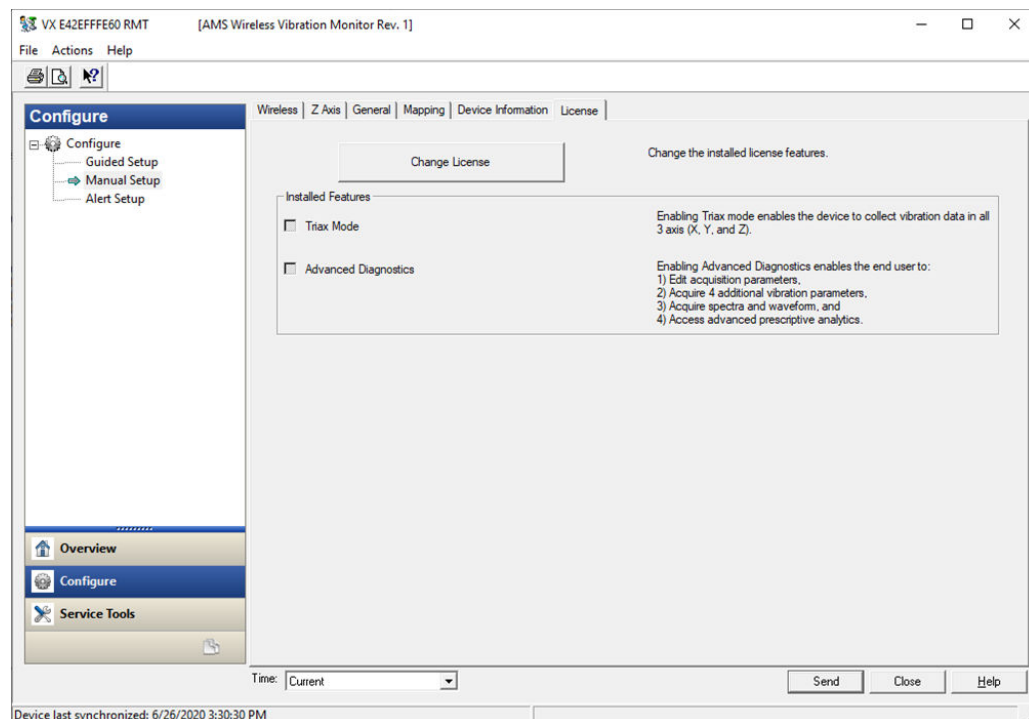 VX E42EFFFE60 RMT [AMS Wireless Vibration Monitor Rev. 1]
File Actions Help
Configure
Configure
Guided Setup
Manual Setup
Alert Setup
Overview
Configure
Service Tools
Wireless Z Axis General Mapping Device Information License
Change License
Change the installed license features.
Installed Features
Triax Mode
Enabling Triax mode enables the device to collect vibration data in all
3 axis (X, Y, and Z).
Advanced Diagnostics
Enabling Advanced Diagnostics enables the end user to:
1) Edit acquisition parameters,
2) Acquire 4 additional vibration parameters,
3) Acquire spectra and waveform, and
4) Access advanced prescriptive analytics.
Time: Current
Send Close Help
Device last synchronized: 6/26/2020 3:30:30 PM